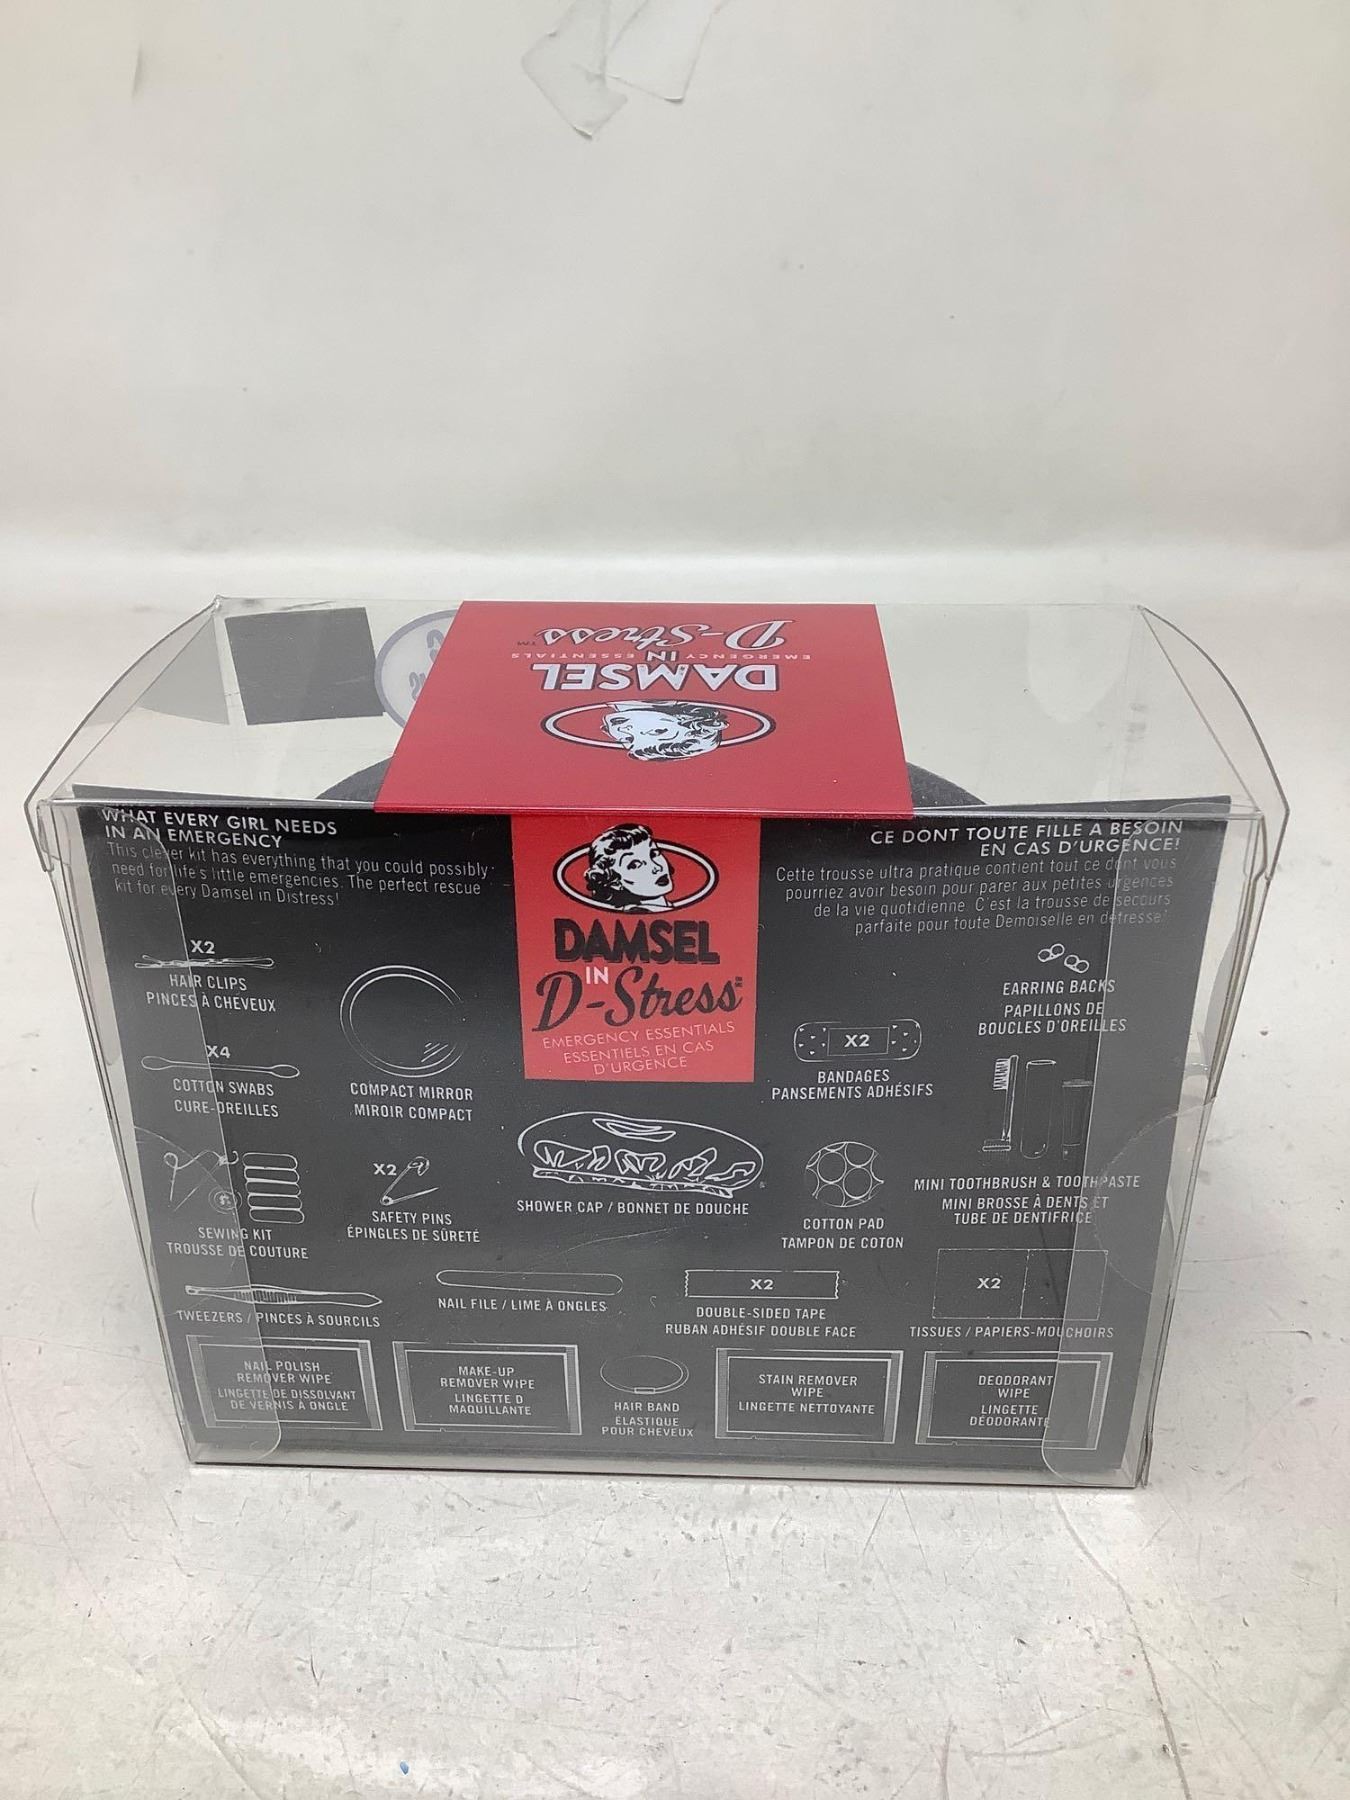 D-Stress™
EMERGENCY IN ESSENTIALS
DAMSEL
WHAT EVERY GIRL NEEDS
IN AN EMERGENCY
This clever kit has everything that you could possibly
need for life's little emergencies. The perfect rescue
kit for every Damsel in Distress!
DAMSEL
IN
D-Stress
EMERGENCY ESSENTIALS
ESSENTIELS EN CAS
D'URGENCE
CE DONT TOUTE FILLE A BESOIN
EN CAS D'URGENCE!
Cette trousse ultra pratique contient tout ce dont vous
pourriez avoir besoin pour parer aux petites urgences
de la vie quotidienne. C'est la trousse de secours
parfaite pour toute Demoiselle en détresse!
X2
HAIR CLIPS
PINCES À CHEVEUX
X4
COTTON SWABS
CURE-OREILLES
COMPACT MIRROR
MIROIR COMPACT
X2
BANDAGES
PANSEMENTS ADHÉSIFS
EARRING BACKS
PAPILLONS DE
BOUCLES D'OREILLES
SEWING KIT
TROUSSE DE COUTURE
X2
SAFETY PINS
ÉPINGLES DE SÛRETÉ
SHOWER CAP / BONNET DE DOUCHE
COTTON PAD
TAMPON DE COTON
MINI TOOTHBRUSH & TOOTHPASTE
MINI BROSSE À DENTS ET
TUBE DE DENTIFRICE
TWEEZERS / PINCES À SOURCILS
NAIL FILE / LIME À ONGLES
X2
DOUBLE-SIDED TAPE
RUBAN ADHÉSIF DOUBLE FACE
X2
TISSUES / PAPIERS-MOUCHOIRS
NAIL POLISH
REMOVER WIPE
LINGETTE DE DISSOLVANT
DE VERNIS À ONGLE
MAKE-UP
REMOVER WIPE
LINGETTE D
MAQUILLANTE
HAIR BAND
ÉLASTIQUE
POUR CHEVEUX
STAIN REMOVER
WIPE
LINGETTE NETTOYANTE
DEODORANT
WIPE
LINGETTE
DÉODORANTE